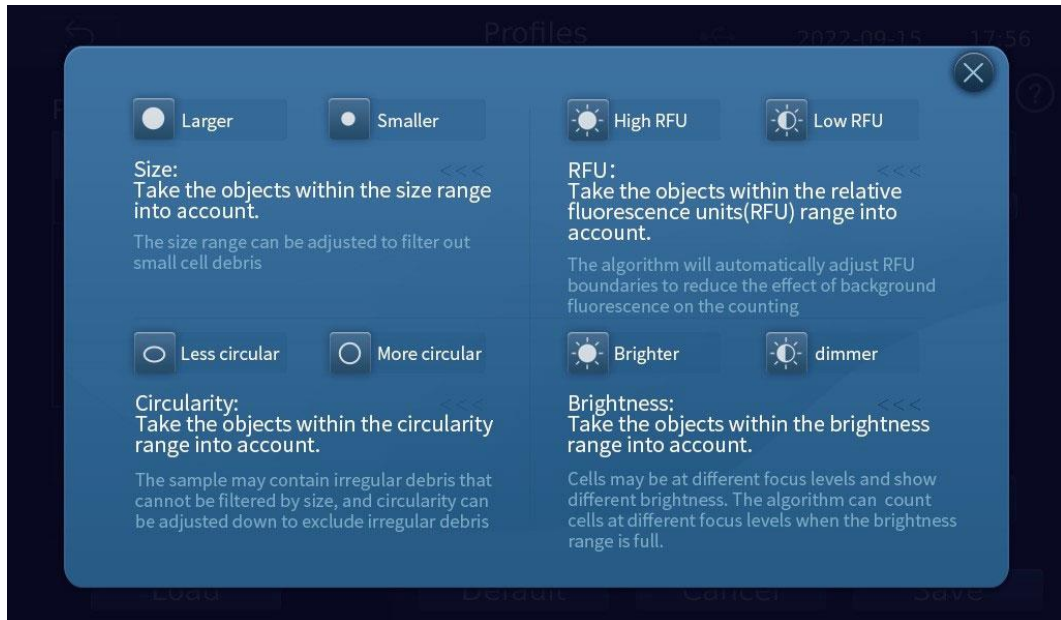 Profiles
2022-09-15
17:56
?
Larger
Smaller
Size:
<<<
Take the objects within the size range
into account.
The size range can be adjusted to filter out
small cell debris
High RFU
Low RFU
RFU:
<<<
Take the objects within the relative
fluorescence units(RFU) range into
account.
The algorithm will automatically adjust RFU
boundaries to reduce the effect of background
fluorescence on the counting
Less circular
More circular
Circularity:
<<<
Take the objects within the circularity
range into account.
The sample may contain irregular debris that
cannot be filtered by size, and circularity can
be adjusted down to exclude irregular debris
Brighter
dimmer
Brightness:
<<<
Take the objects within the brightness
range into account.
Cells may be at different focus levels and show
different brightness. The algorithm can count
cells at different focus levels when the brightness
range is full.
Load
Default
Cancel
Save